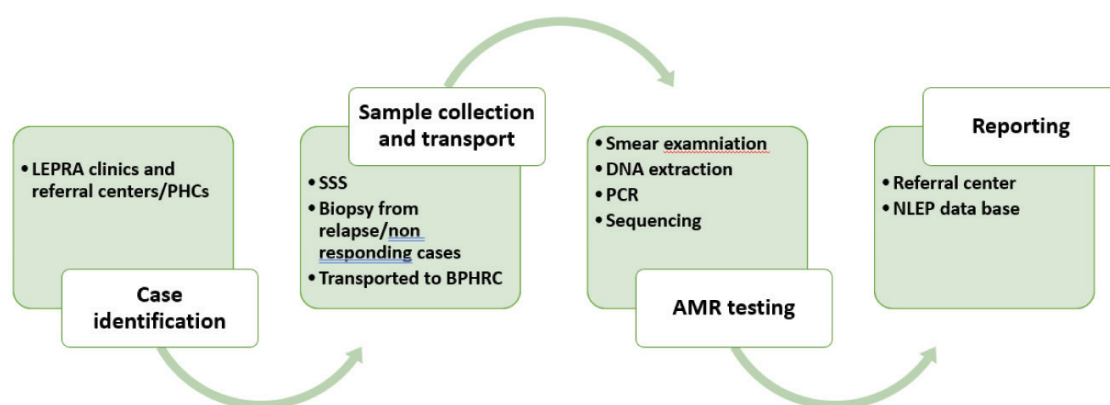 • LEPRA clinics and
referral centers/PHCs
Case
identification
Sample collection
and transport
• SSS
• Biopsy from
relapse/non
responding cases
• Transported to BPHRC
• Smear examniation
• DNA extraction
• PCR
• Sequencing
AMR testing
Reporting
• Referral center
• NLEP data base